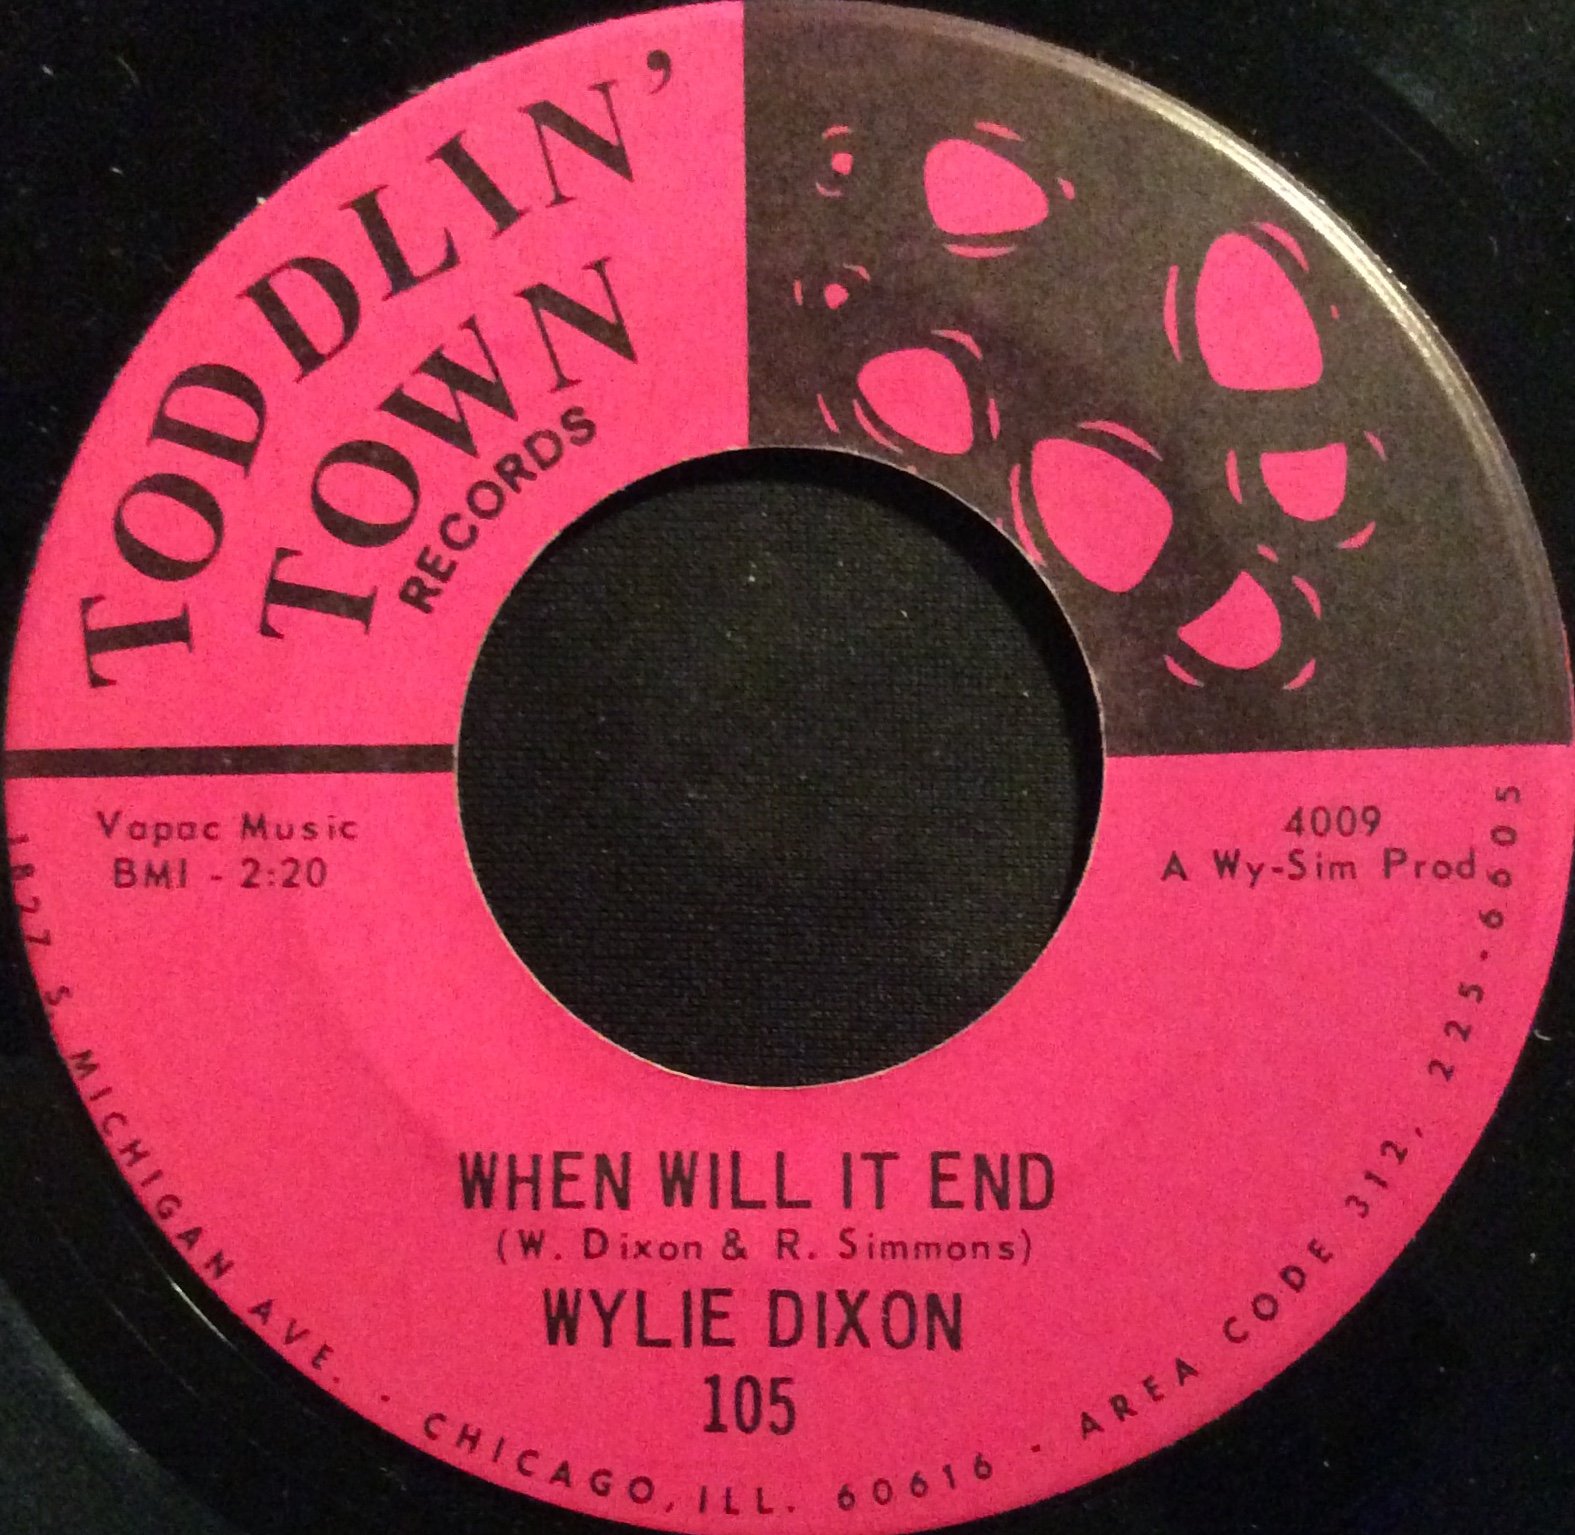 TODDLIN'
TOWN
RECORDS
Vapac Music
BMI - 2:20
4009
A Wy-Sim Prod.
WHEN WILL IT END
(W. Dixon & R. Simmons)
WYLIE DIXON
105
1827 S. MICHIGAN AVE. - CHICAGO, ILL. 60616 - AREA CODE 312, 225-6605